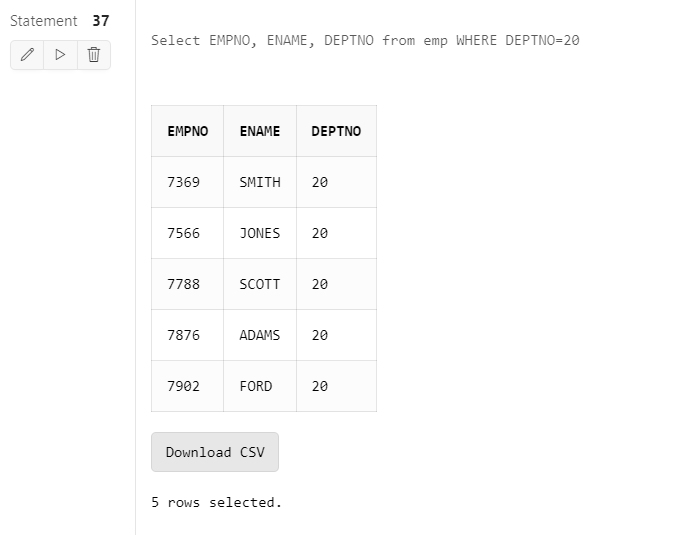 Statement 37
Select EMPNO, ENAME, DEPTNO from emp WHERE DEPTNO=20
EMPNO ENAME DEPTNO
7369 SMITH 20
7566 JONES 20
7788 SCOTT 20
7876 ADAMS 20
7902 FORD 20
Download CSV
5 rows selected.